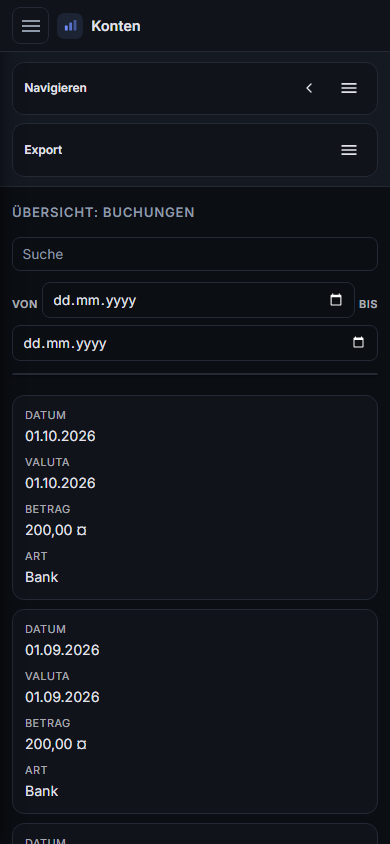 Konten
Navigieren
Export
ÜBERSICHT: BUCHUNGEN
Suche
VON dd.mm.yyyy BIS
dd.mm.yyyy
DATUM
01.10.2026
VALUTA
01.10.2026
BETRAG
200,00 ¤
ART
Bank
DATUM
01.09.2026
VALUTA
01.09.2026
BETRAG
200,00 ¤
ART
Bank
DATUM